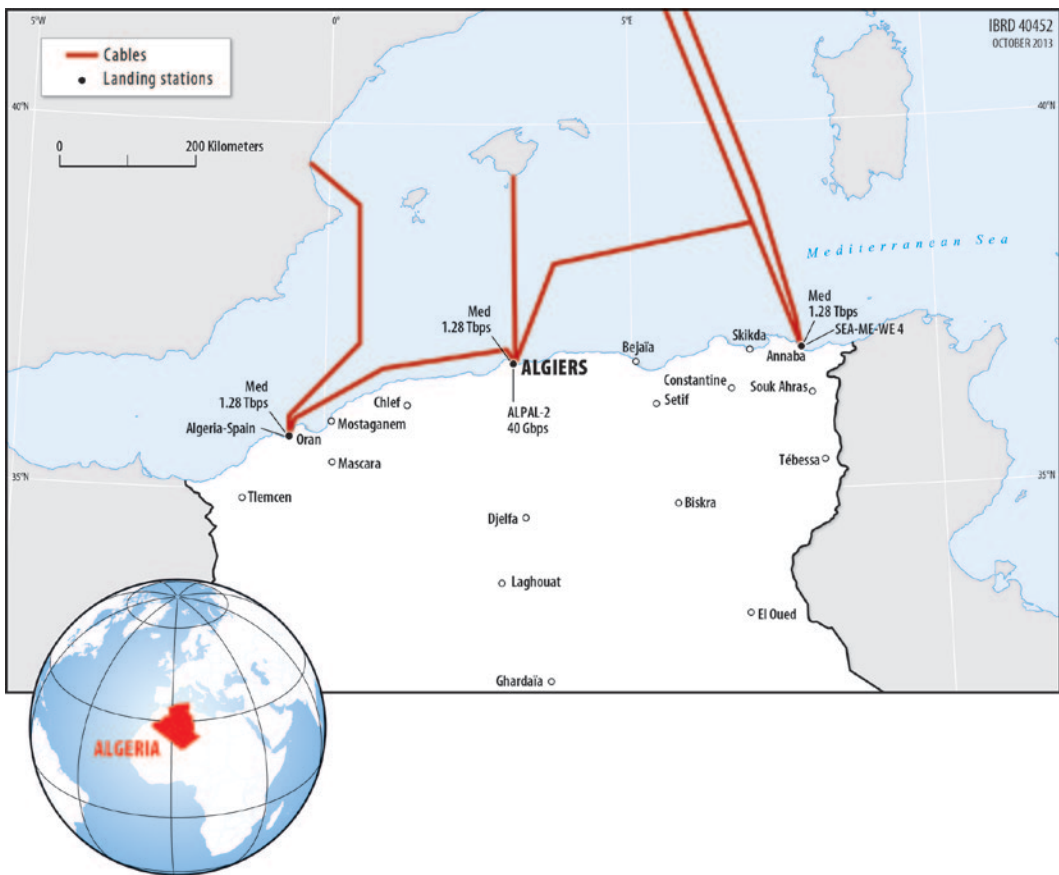 5°W
0°
5°E
IBRD 40452
OCTOBER 2013
Cables
Landing stations
40°N
40°N
0
200 Kilometers
Mediterranean Sea
Med
1.28 Tbps
SEA-ME-WE 4
Med
1.28 Tbps
Skikda
Annaba
Bejaïa
ALGIERS
Constantine
Souk Ahras
Setif
Med
1.28 Tbps
Chlef
ALPAL-2
40 Gbps
Algeria-Spain
Oran
Mostaganem
Mascara
Tébessa
35°N
35°N
Tlemcen
Biskra
Djelfa
Laghouat
El Oued
Ghardaïa
ALGERIA